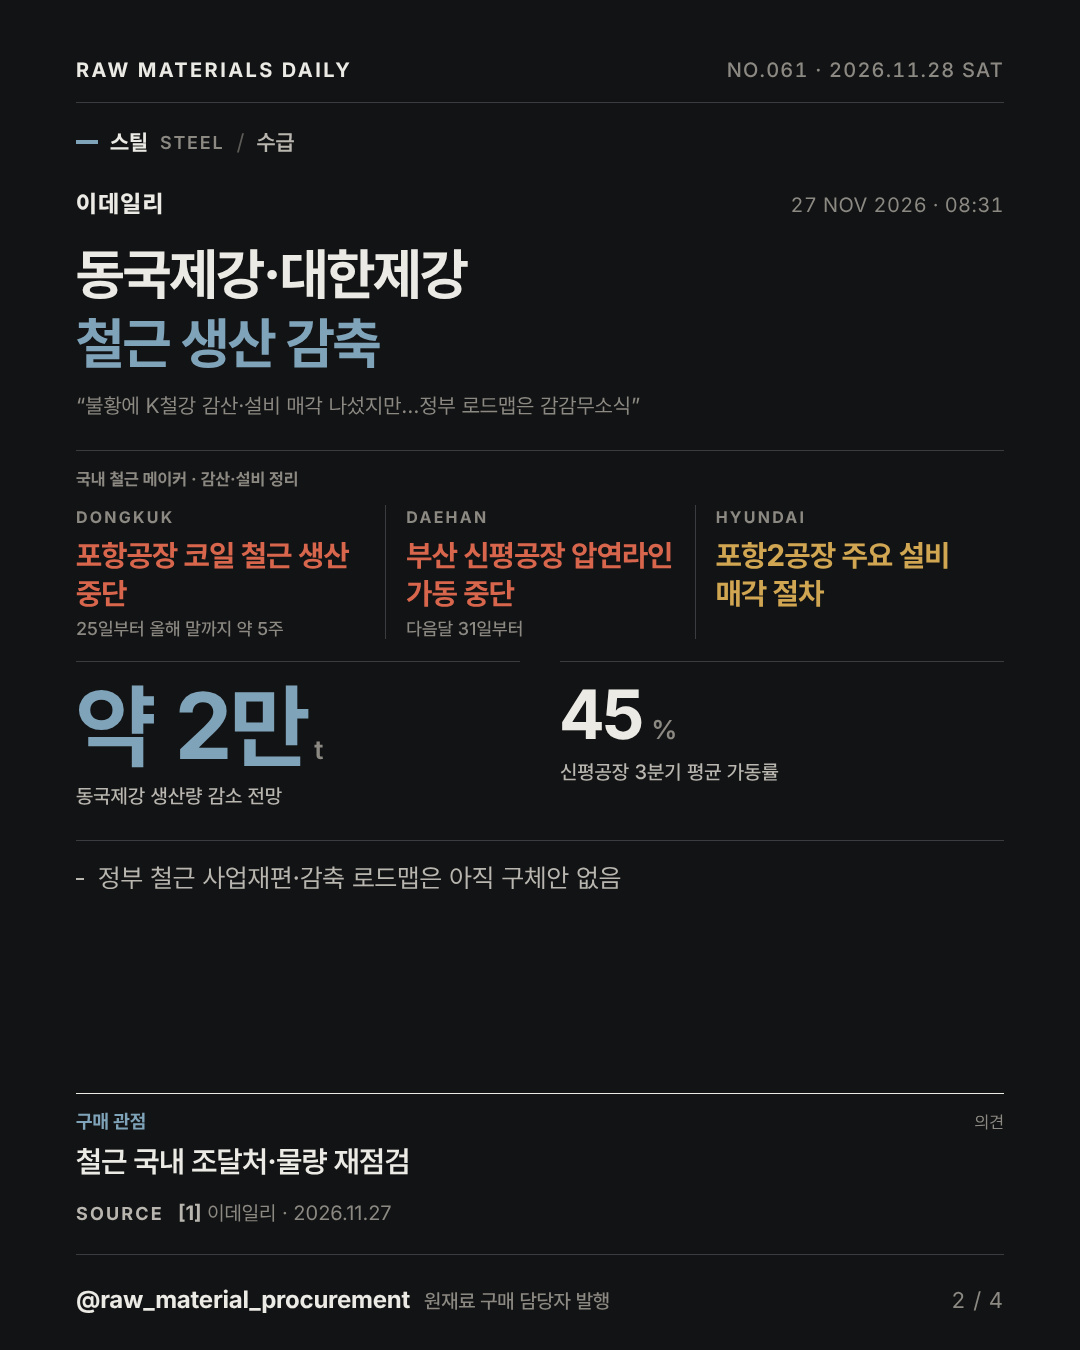 RAW MATERIALS DAILY
NO.061 · 2026.11.28 SAT
스틸 STEEL / 수급
이데일리
27 NOV 2026 · 08:31
동국제강·대한제강
철근 생산 감축
“불황에 K철강 감산·설비 매각 나섰지만…정부 로드맵은 감감무소식”
국내 철근 메이커 · 감산·설비 정리
DONGKUK
포항공장 코일 철근 생산
중단
25일부터 올해 말까지 약 5주
DAEHAN
부산 신평공장 압연라인
가동 중단
다음달 31일부터
HYUNDAI
포항2공장 주요 설비
매각 절차
약 2만 t
동국제강 생산량 감소 전망
45 %
신평공장 3분기 평균 가동률
- 정부 철근 사업재편·감축 로드맵은 아직 구체안 없음
구매 관점
의견
철근 국내 조달처·물량 재점검
SOURCE [1] 이데일리 · 2026.11.27
@raw_material_procurement 원재료 구매 담당자 발행
2 / 4